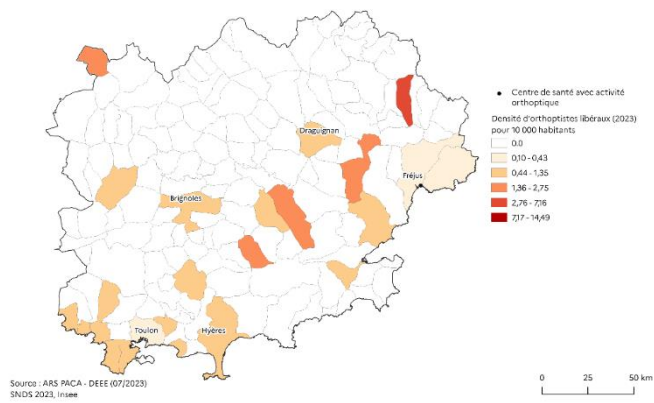 Centre de santé avec activité
orthoptique
Densité d'orthoptistes libéraux (2023)
pour 10 000 habitants
0.0
0,10 - 0,43
0,44 - 1,35
1,36 - 2,75
2,76 - 7,16
7,17 - 14,49
Draguignan
Fréjus
Brignoles
Toulon
Hyères
Source : ARS PACA - DEEE (07/2023)
SNDS 2023, Insee
0 25 50 km